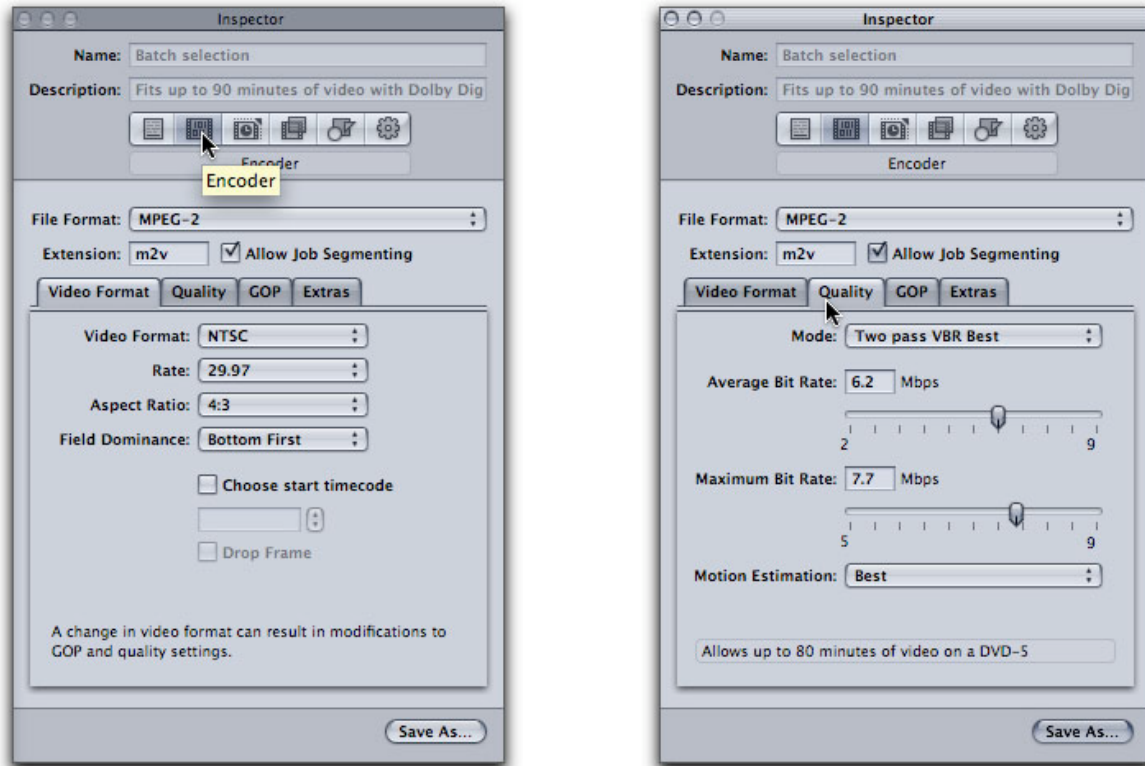 Inspector
Name: Batch selection
Description: Fits up to 90 minutes of video with Dolby Dig
Encoder
Encoder
File Format: MPEG-2
Extension: m2v Allow Job Segmenting
Video Format Quality GOP Extras
Video Format: NTSC
Rate: 29.97
Aspect Ratio: 4:3
Field Dominance: Bottom First
Choose start timecode
Drop Frame
A change in video format can result in modifications to
GOP and quality settings.
Save As...
Inspector
Name: Batch selection
Description: Fits up to 90 minutes of video with Dolby Dig
Encoder
File Format: MPEG-2
Extension: m2v Allow Job Segmenting
Video Format Quality GOP Extras
Mode: Two pass VBR Best
Average Bit Rate: 6.2 Mbps
2 9
Maximum Bit Rate: 7.7 Mbps
5 9
Motion Estimation: Best
Allows up to 80 minutes of video on a DVD-5
Save As...